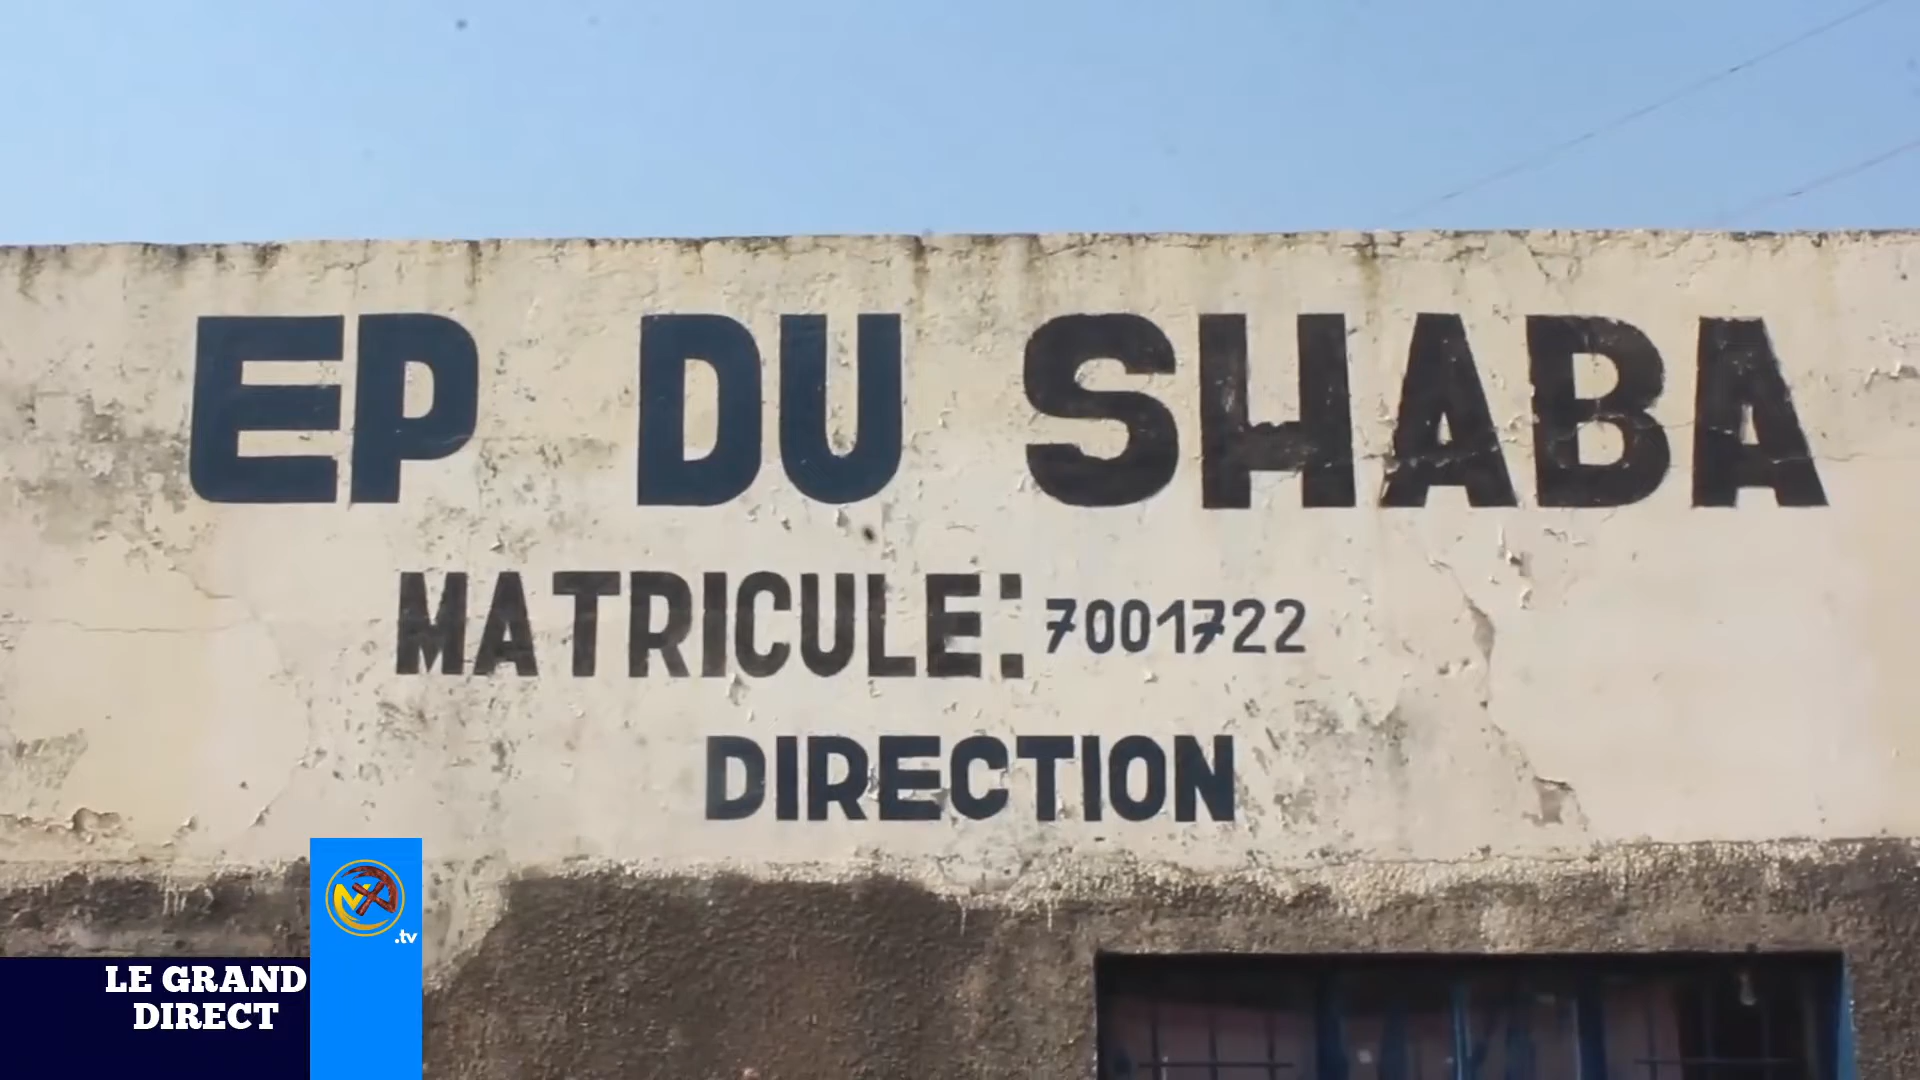 EP DU SHABA
MATRICULE: 7001722
DIRECTION
.tv
LE GRAND
DIRECT